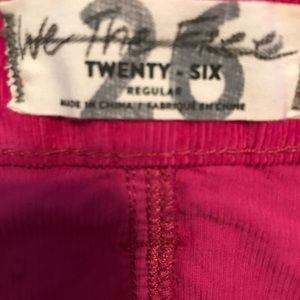 We The Free
26
TWENTY - SIX
REGULAR
MADE IN CHINA / FABRIQUÉ EN CHINE